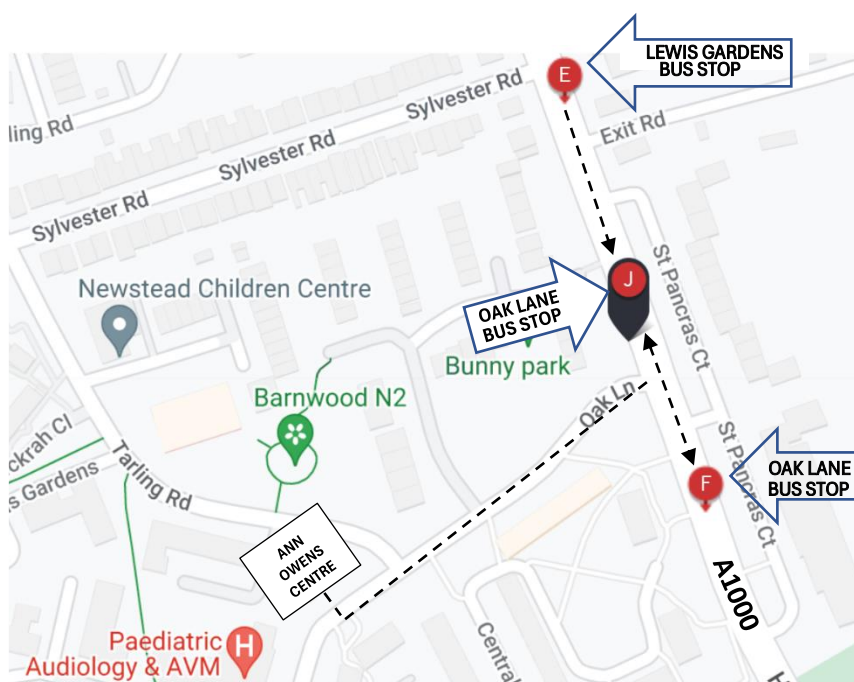 LEWIS GARDENS
BUS STOP
E
Sylvester Rd
ling Rd
Exit Rd
Sylvester Rd
Sylvester Rd
St Pancras Ct
J
Newstead Children Centre
OAK LANE
BUS STOP
Bunny park
Barnwood N2
Oak Ln
ckrah Cl
St Pancras Ct
Tarling Rd
s Gardens
F
OAK LANE
BUS STOP
ANN
OWENS
CENTRE
A1000
Paediatric
Audiology & AVM
H
Central
H